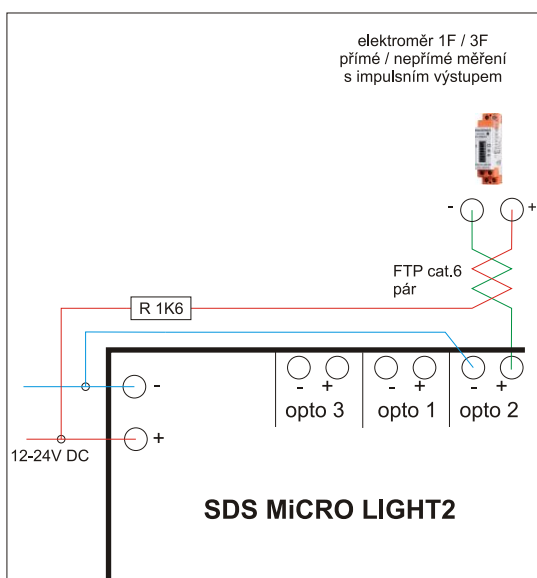 elektroměr 1F / 3F
přímé / nepřímé měření
s impulsním výstupem
- +
FTP cat.6
pár
R 1K6
-
- + - + - +
opto 3 opto 1 opto 2
+
12-24V DC
SDS MiCRO LIGHT2